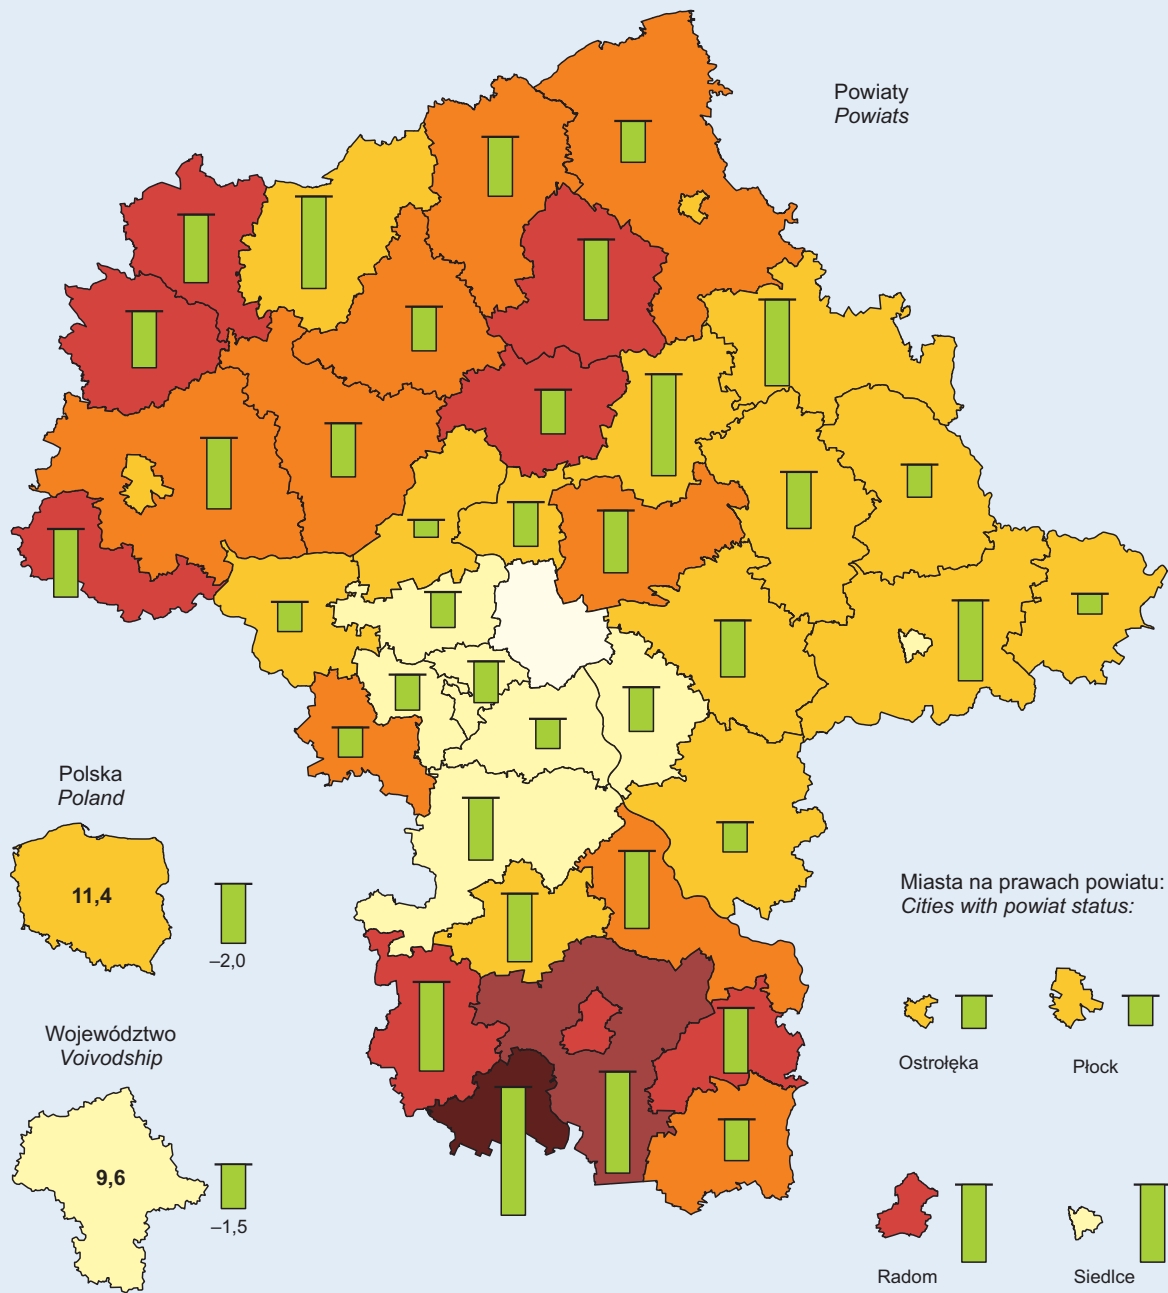 Powiaty
Powiats
Polska
Poland
11,4
–2,0
Województwo
Voivodship
9,6
–1,5
Miasta na prawach powiatu:
Cities with powiat status:
Ostrołęka
Płock
Radom
Siedlce